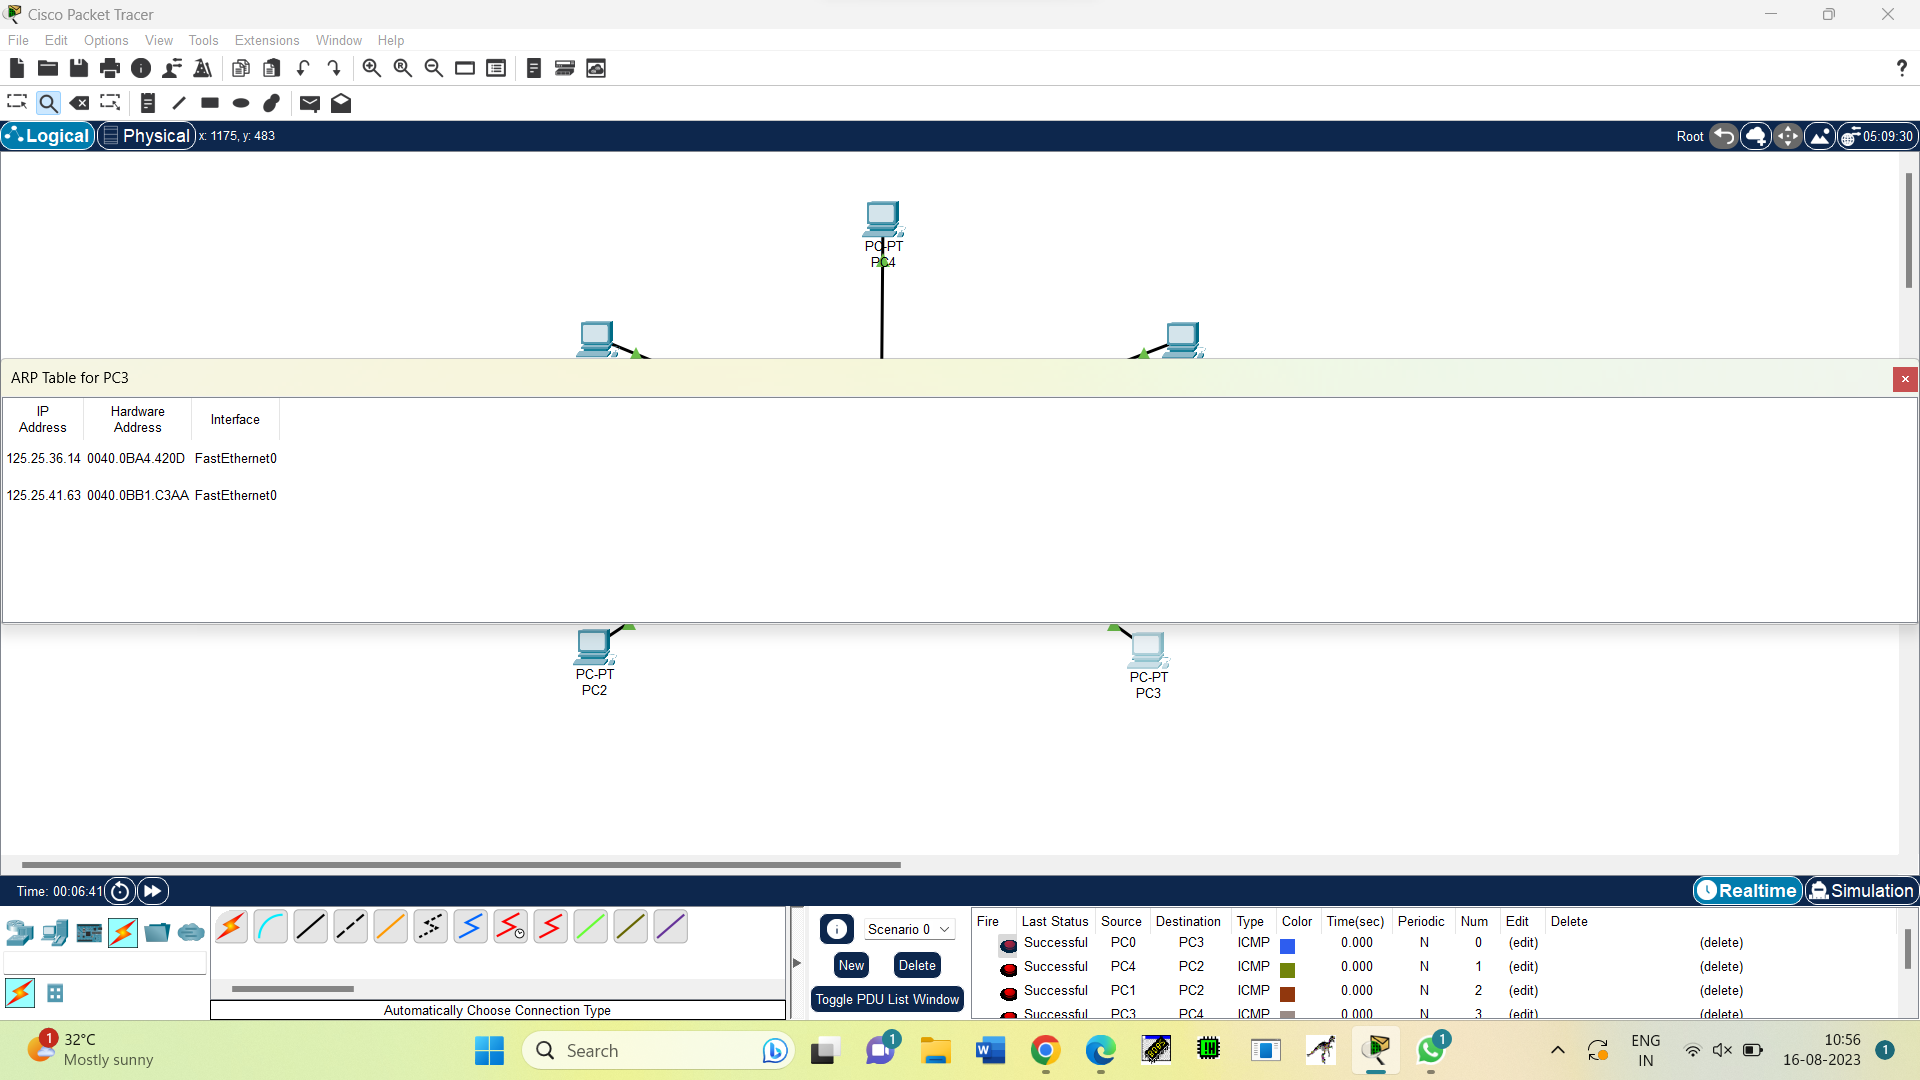 Cisco Packet Tracer
File Edit Options View Tools Extensions Window Help
Logical Physical x: 1175, y: 483 Root 05:09:30
PC-PT
PC4
ARP Table for PC3
IP Address Hardware Address Interface
125.25.36.14 0040.0BA4.420D FastEthernet0
125.25.41.63 0040.0BB1.C3AA FastEthernet0
PC-PT
PC2
PC-PT
PC3
Time: 00:06:41 Realtime Simulation
Scenario 0
New Delete
Toggle PDU List Window
Automatically Choose Connection Type
Fire Last Status Source Destination Type Color Time(sec) Periodic Num Edit Delete
Successful PC0 PC3 ICMP 0.000 N 0 (edit) (delete)
Successful PC4 PC2 ICMP 0.000 N 1 (edit) (delete)
Successful PC1 PC2 ICMP 0.000 N 2 (edit) (delete)
Successful PC3 PC4 ICMP 0.000 N 3 (edit) (delete)
1 32°C
Mostly sunny
Search
1
1
ENG
IN
10:56
16-08-2023
1